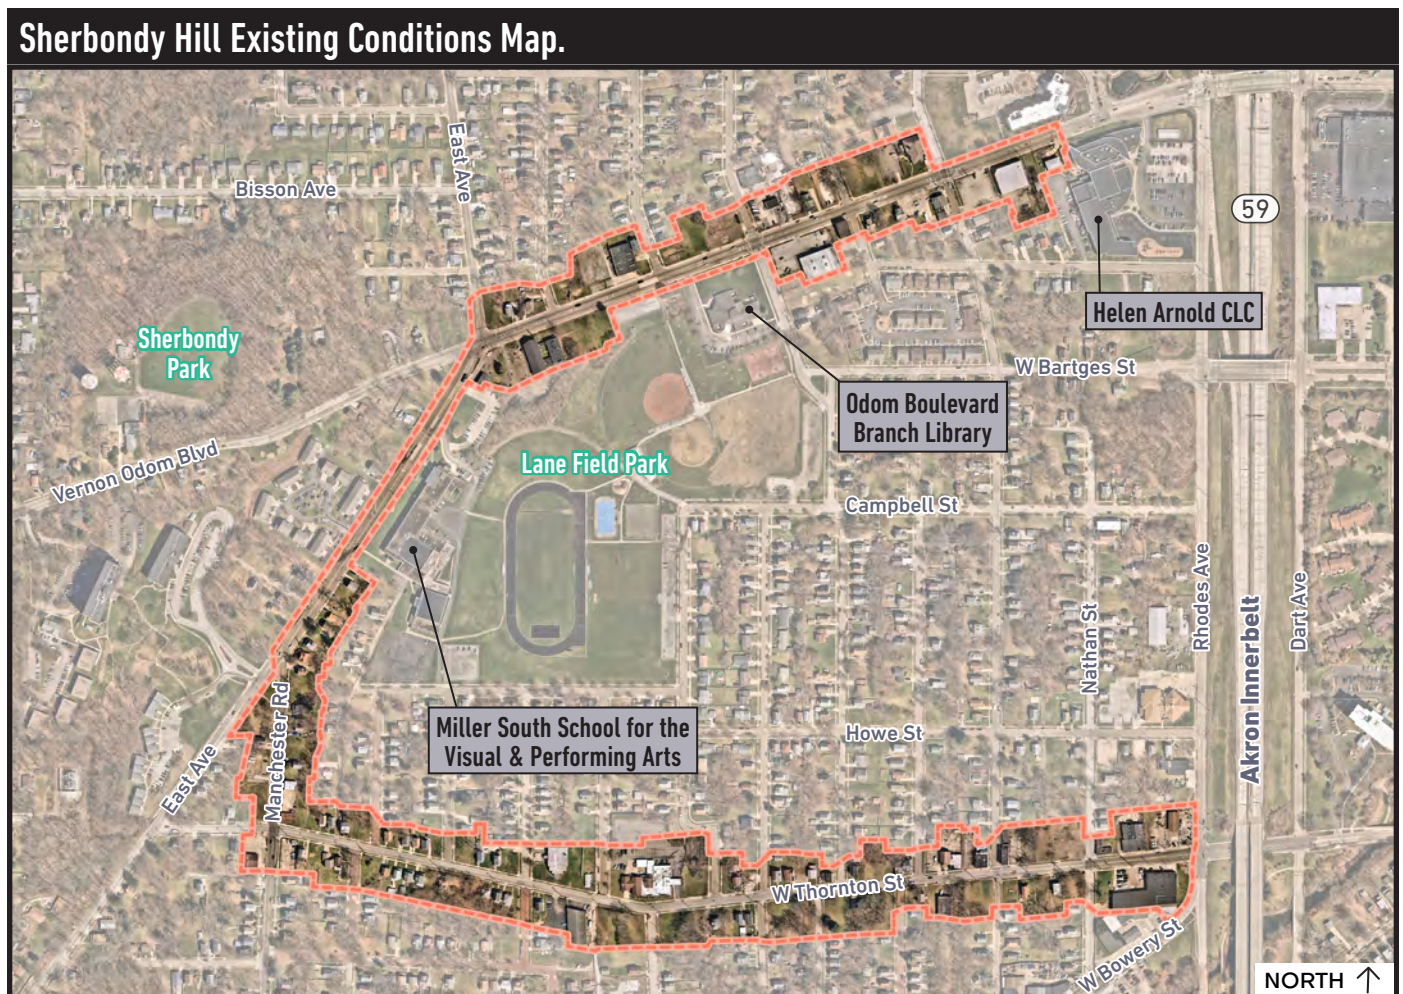 Sherbondy Hill Existing Conditions Map.
East Ave
Bisson Ave
59
Helen Arnold CLC
Sherbondy
Park
W Bartges St
Odom Boulevard
Branch Library
Vernon Odom Blvd
Lane Field Park
Campbell St
Rhodes Ave
Dart Ave
Nathan St
Akron Innerbelt
Miller South School for the
Visual & Performing Arts
Howe St
Manchester Rd
East Ave
W Thornton St
W Bowery St
NORTH